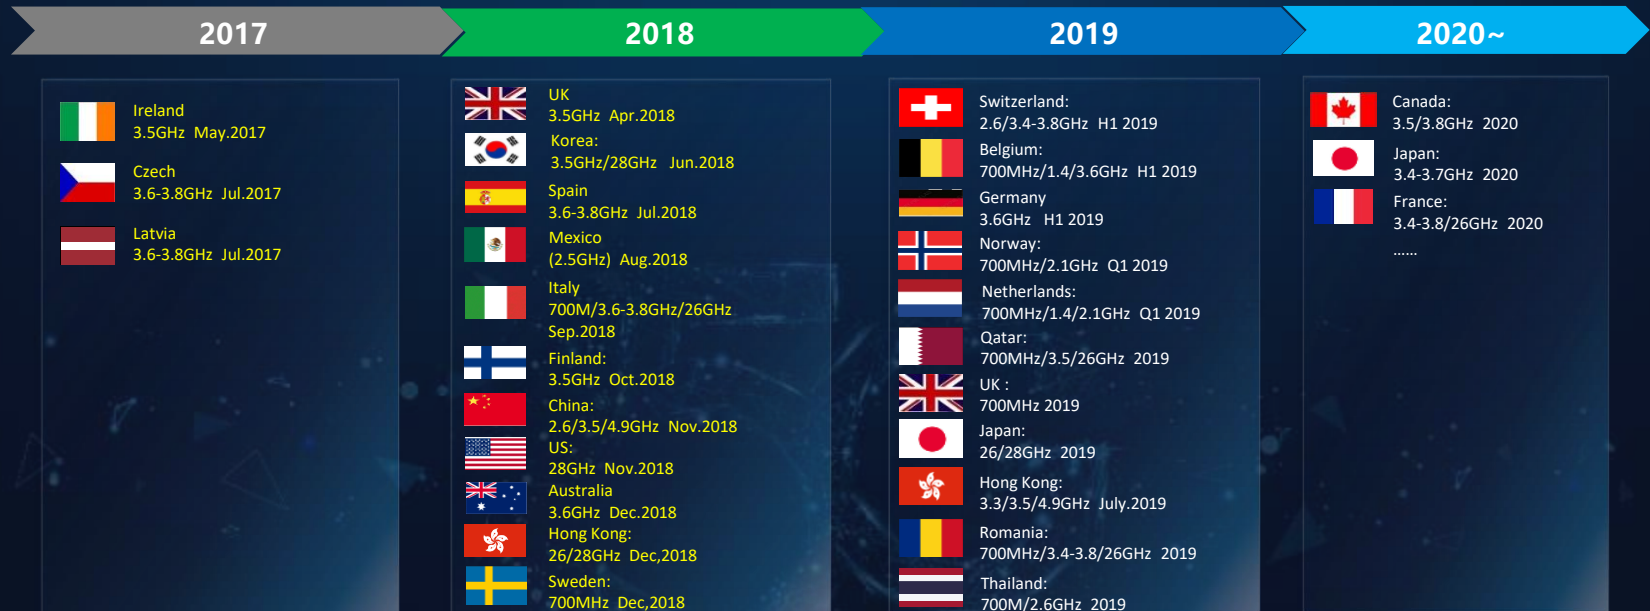 2017
2018
2019
2020~
Ireland
3.5GHz May.2017
Czech
3.6-3.8GHz Jul.2017
Latvia
3.6-3.8GHz Jul.2017
UK
3.5GHz Apr.2018
Korea:
3.5GHz/28GHz Jun.2018
Spain
3.6-3.8GHz Jul.2018
Mexico
(2.5GHz) Aug.2018
Italy
700M/3.6-3.8GHz/26GHz
Sep.2018
Finland:
3.5GHz Oct.2018
China:
2.6/3.5/4.9GHz Nov.2018
US:
28GHz Nov.2018
Australia
3.6GHz Dec.2018
Hong Kong:
26/28GHz Dec,2018
Sweden:
700MHz Dec,2018
Switzerland:
2.6/3.4-3.8GHz H1 2019
Belgium:
700MHz/1.4/3.6GHz H1 2019
Germany
3.6GHz H1 2019
Norway:
700MHz/2.1GHz Q1 2019
Netherlands:
700MHz/1.4/2.1GHz Q1 2019
Qatar:
700MHz/3.5/26GHz 2019
UK :
700MHz 2019
Japan:
26/28GHz 2019
Hong Kong:
3.3/3.5/4.9GHz July.2019
Romania:
700MHz/3.4-3.8/26GHz 2019
Thailand:
700M/2.6GHz 2019
Canada:
3.5/3.8GHz 2020
Japan:
3.4-3.7GHz 2020
France:
3.4-3.8/26GHz 2020
......